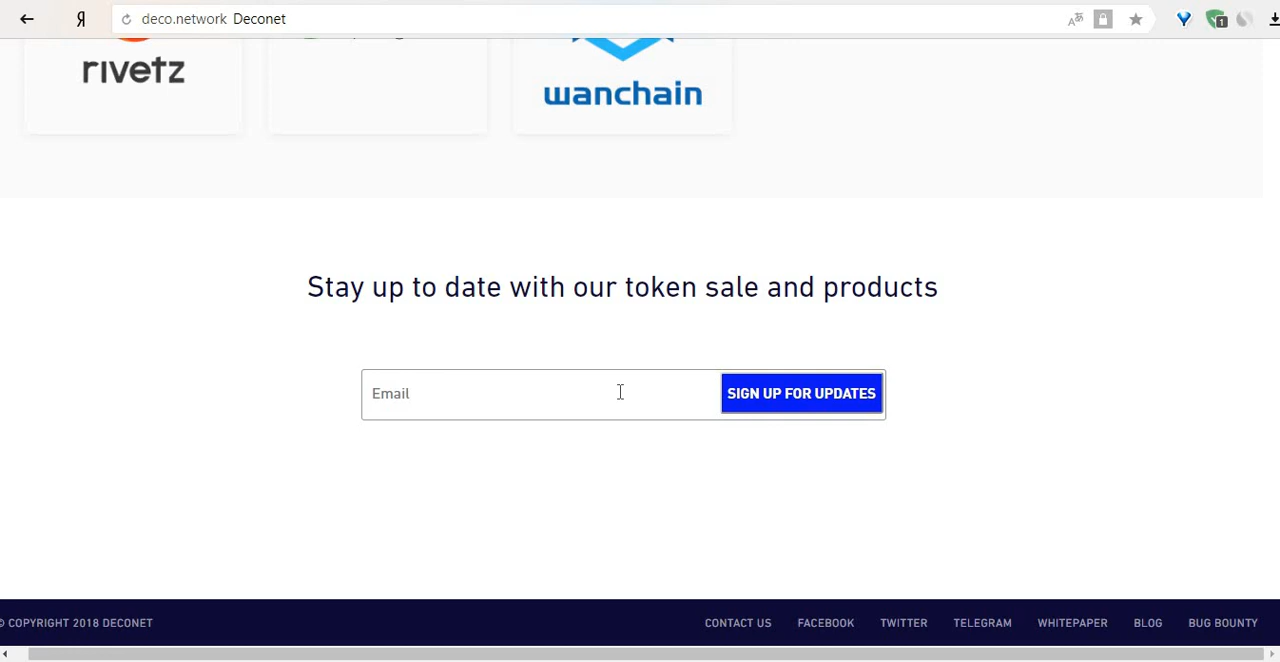 Я deco.network Deconet
1
rivetz
wanchain
Stay up to date with our token sale and products
Email SIGN UP FOR UPDATES
© COPYRIGHT 2018 DECONET CONTACT US FACEBOOK TWITTER TELEGRAM WHITEPAPER BLOG BUG BOUNTY